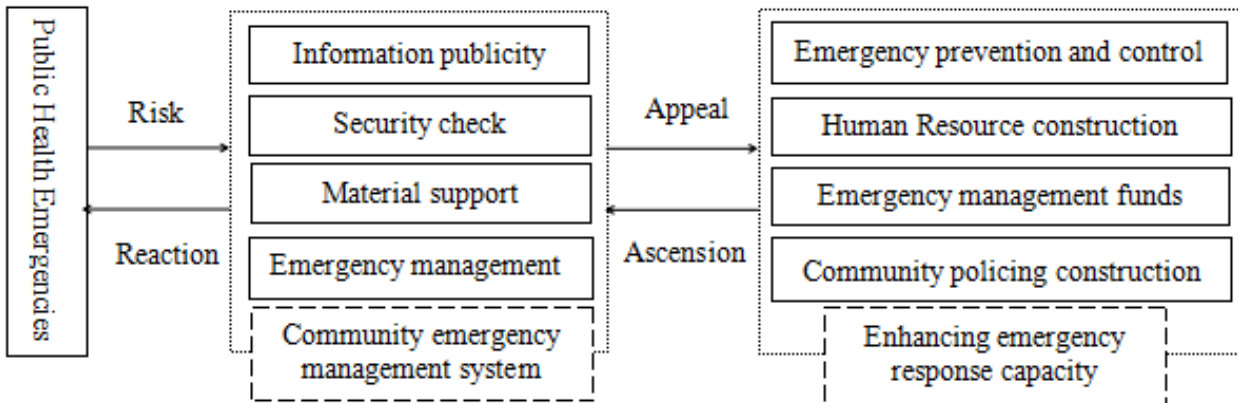 Public Health Emergencies
Risk
Reaction
Information publicity
Security check
Material support
Emergency management
Community emergency
management system
Appeal
Ascension
Emergency prevention and control
Human Resource construction
Emergency management funds
Community policing construction
Enhancing emergency
response capacity